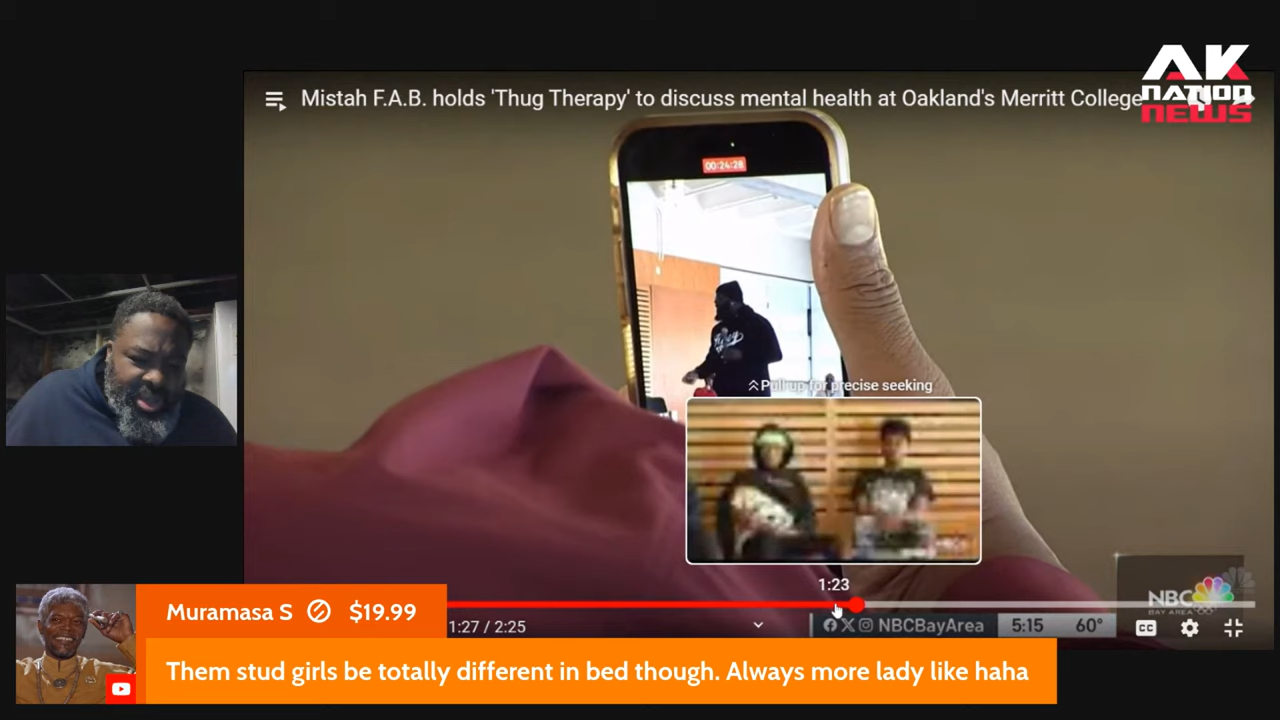 Mistah F.A.B. holds 'Thug Therapy' to discuss mental health at Oakland's Merritt College
AK
NATION
NEWS
00:24:28
Pull up for precise seeking
1:23
NBC
BAY AREA
1:27 / 2:25
NBCBayArea
5:15
60°
CC
Muramasa S
$19.99
Them stud girls be totally different in bed though. Always more lady like haha